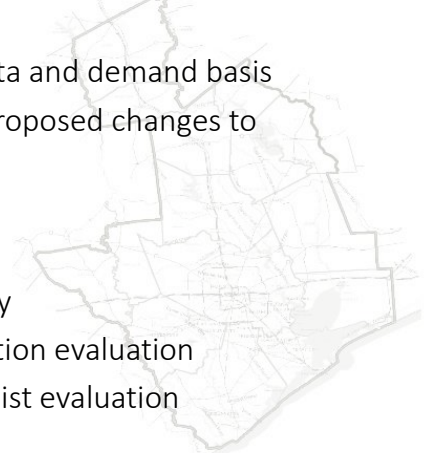 ta and demand basis
roposed changes to
y
tion evaluation
ist evaluation